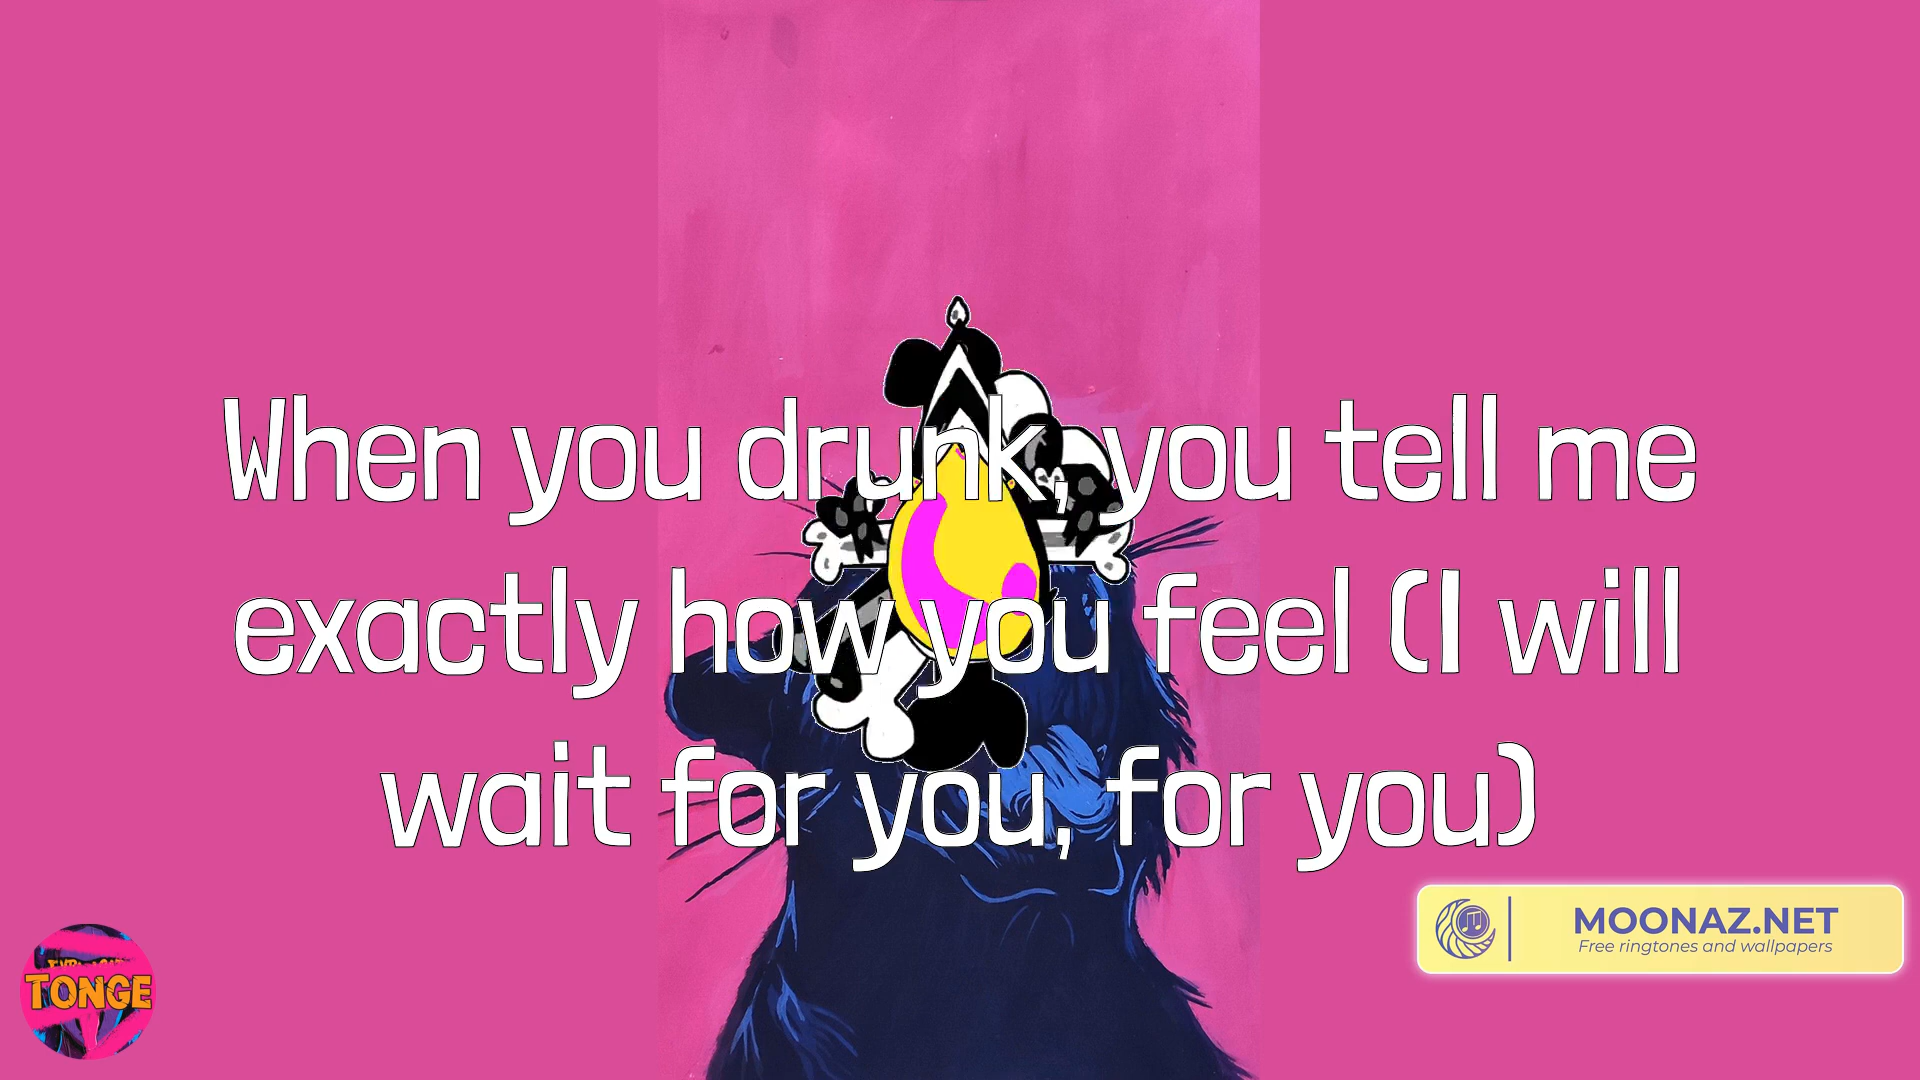 When you drunk, you tell me
exactly how you feel (I will
wait for you, for you)
TONGE
MOONAZ.NET
Free ringtones and wallpapers